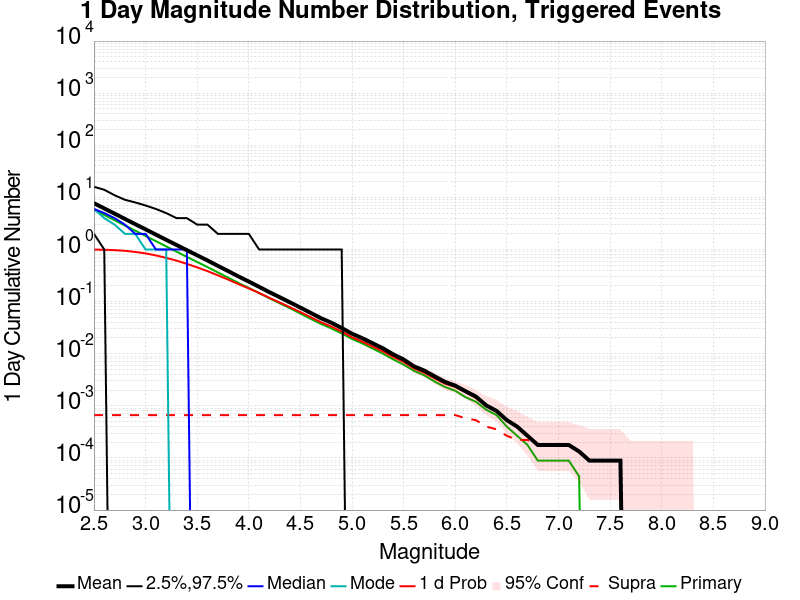 1 Day Magnitude Number Distribution, Triggered Events
10 4
10 3
10 2
10 1
10 0
10 -1
10 -2
10 -3
10 -4
10 -5
1 Day Cumulative Number
2.5 3.0 3.5 4.0 4.5 5.0 5.5 6.0 6.5 7.0 7.5 8.0 8.5 9.0
Magnitude
Mean 2.5%,97.5% Median Mode 1 d Prob 95% Conf Supra Primary